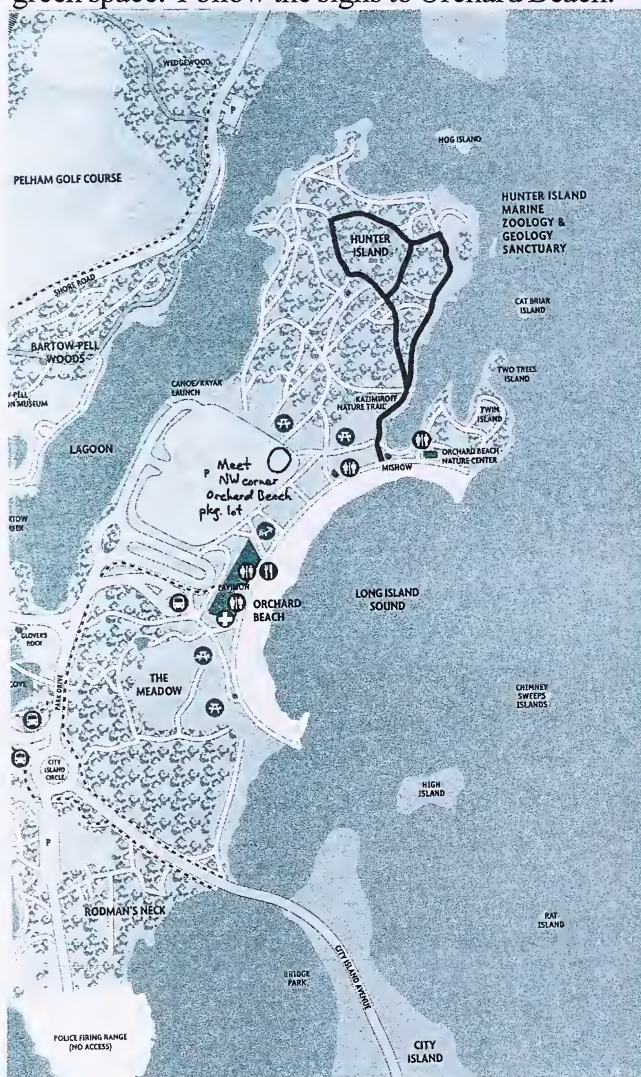 green space. Follow the signs to Orchard Beach.
WEDGEWOOD
P
HOG ISLAND
PELHAM GOLF COURSE
HUNTER ISLAND
MARINE
ZOOLOGY &
GEOLOGY
SANCTUARY
HUNTER
ISLAND
SHORE ROAD
CAT BRIAR
ISLAND
BARTOW-PELL
WOODS
TWO TREES
ISLAND
CANOE/KAYAK
LAUNCH
KAZIMIROFF
NATURE TRAIL
TWIN
ISLAND
MUSEUM
LAGOON
ORCHARD BEACH
NATURE CENTER
MISHOW
P Meet
NW corner
Orchard Beach
pkg. lot
PAVILION
ORCHARD
BEACH
LONG ISLAND
SOUND
GLOVER'S
ROCK
THE
MEADOW
PARK DRIVE
CHIMNEY
SWEEPS
ISLANDS
CITY
ISLAND
CIRCLE
HIGH
ISLAND
P
RODMAN'S NECK
RAT
ISLAND
CITY ISLAND AVENUE
BRIDGE
PARK
POLICE FIRING RANGE
(NO ACCESS)
CITY
ISLAND